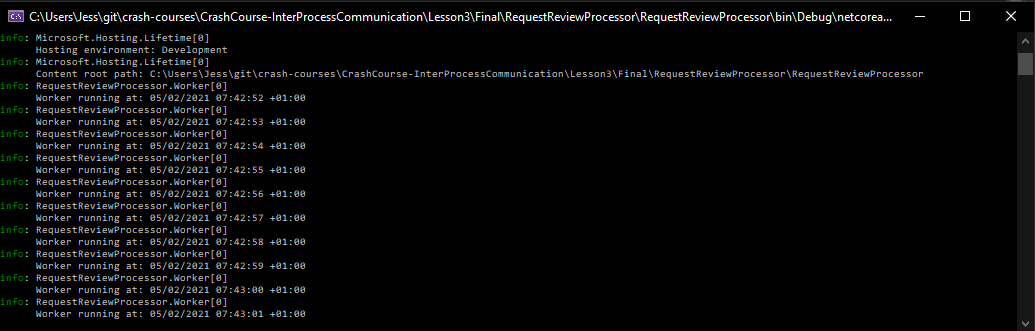 C:\Users\Jess\git\crash-courses\CrashCourse-InterProcessCommunication\Lesson3\Final\RequestReviewProcessor\RequestReviewProcessor\bin\Debug\netcorea...
info: Microsoft.Hosting.Lifetime[0]
Hosting environment: Development
info: Microsoft.Hosting.Lifetime[0]
Content root path: C:\Users\Jess\git\crash-courses\CrashCourse-InterProcessCommunication\Lesson3\Final\RequestReviewProcessor\RequestReviewProcessor
info: RequestReviewProcessor.Worker[0]
Worker running at: 05/02/2021 07:42:52 +01:00
info: RequestReviewProcessor.Worker[0]
Worker running at: 05/02/2021 07:42:53 +01:00
info: RequestReviewProcessor.Worker[0]
Worker running at: 05/02/2021 07:42:54 +01:00
info: RequestReviewProcessor.Worker[0]
Worker running at: 05/02/2021 07:42:55 +01:00
info: RequestReviewProcessor.Worker[0]
Worker running at: 05/02/2021 07:42:56 +01:00
info: RequestReviewProcessor.Worker[0]
Worker running at: 05/02/2021 07:42:57 +01:00
info: RequestReviewProcessor.Worker[0]
Worker running at: 05/02/2021 07:42:58 +01:00
info: RequestReviewProcessor.Worker[0]
Worker running at: 05/02/2021 07:42:59 +01:00
info: RequestReviewProcessor.Worker[0]
Worker running at: 05/02/2021 07:43:00 +01:00
info: RequestReviewProcessor.Worker[0]
Worker running at: 05/02/2021 07:43:01 +01:00